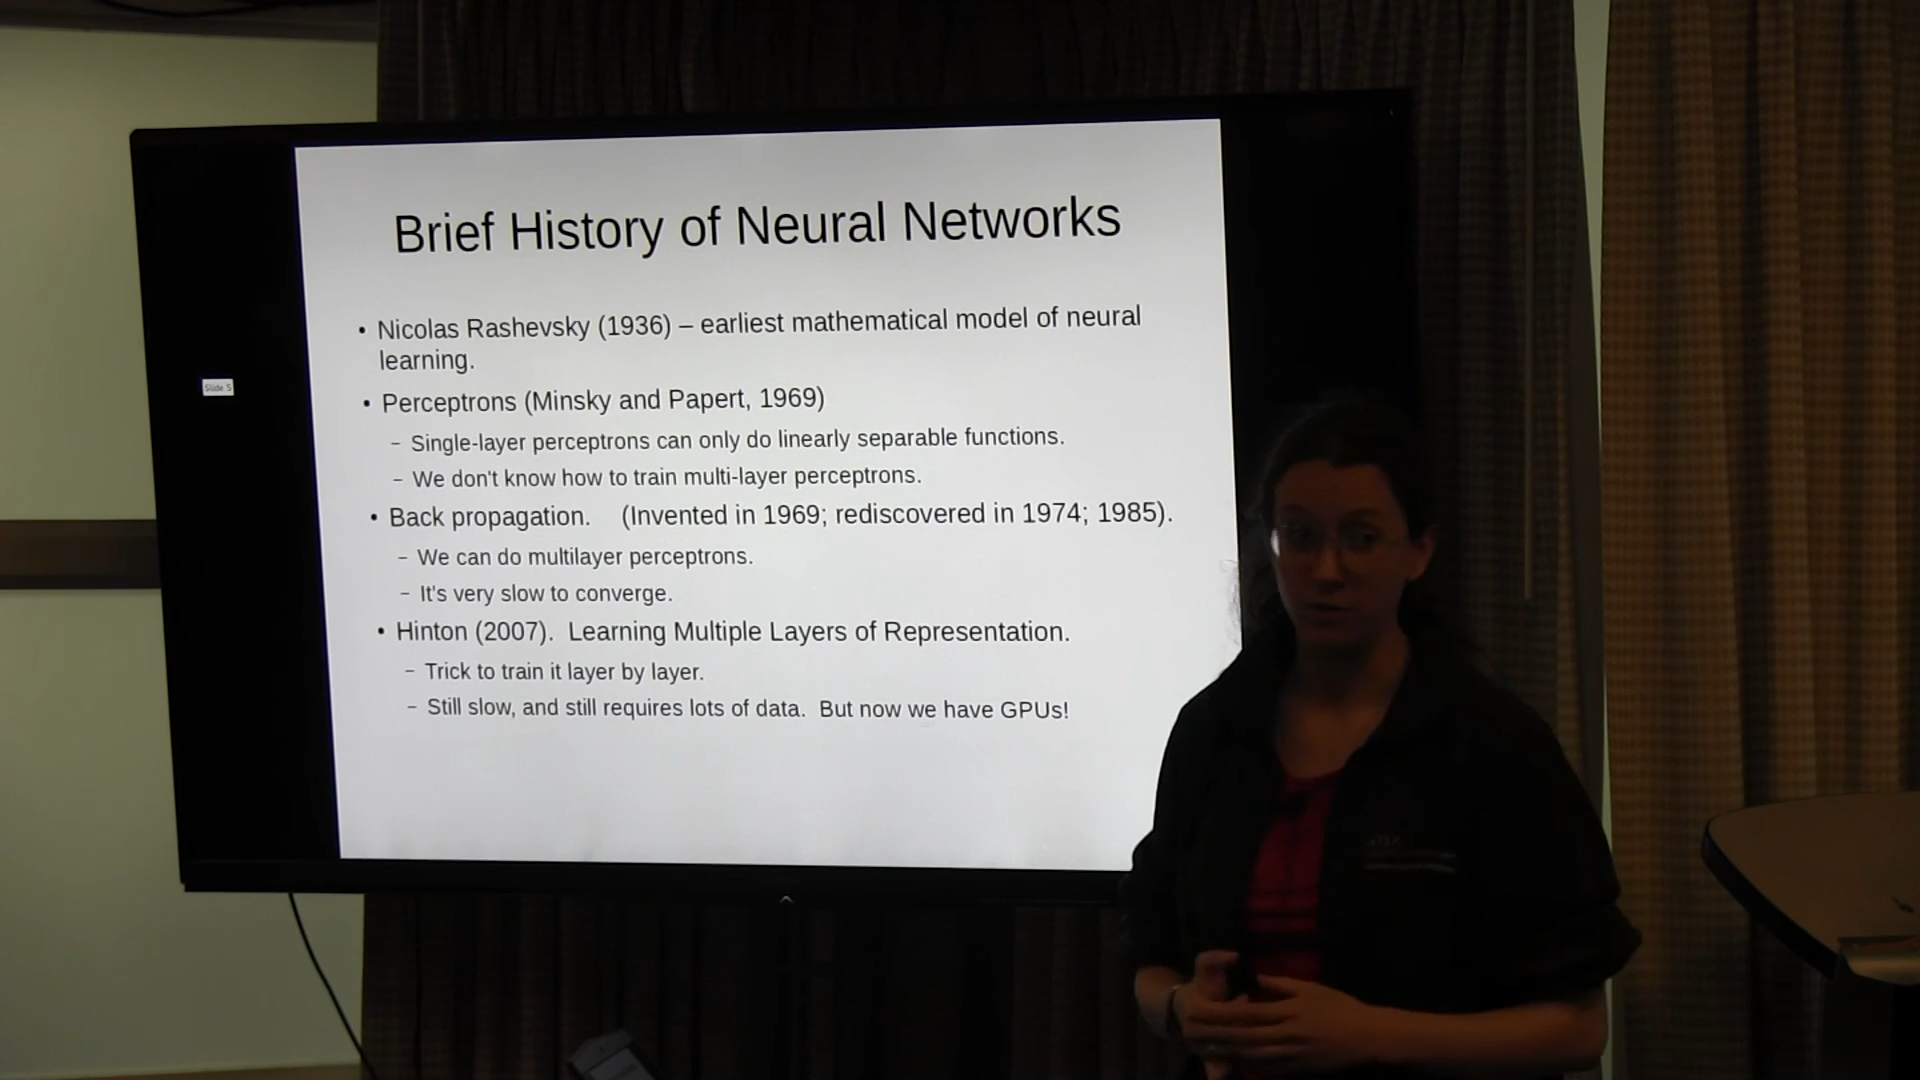 Brief History of Neural Networks
• Nicolas Rashevsky (1936) – earliest mathematical model of neural
learning.
• Perceptrons (Minsky and Papert, 1969)
– Single-layer perceptrons can only do linearly separable functions.
– We don't know how to train multi-layer perceptrons.
• Back propagation. (Invented in 1969; rediscovered in 1974; 1985).
– We can do multilayer perceptrons.
– It's very slow to converge.
• Hinton (2007). Learning Multiple Layers of Representation.
– Trick to train it layer by layer.
– Still slow, and still requires lots of data. But now we have GPUs!
Slide 5